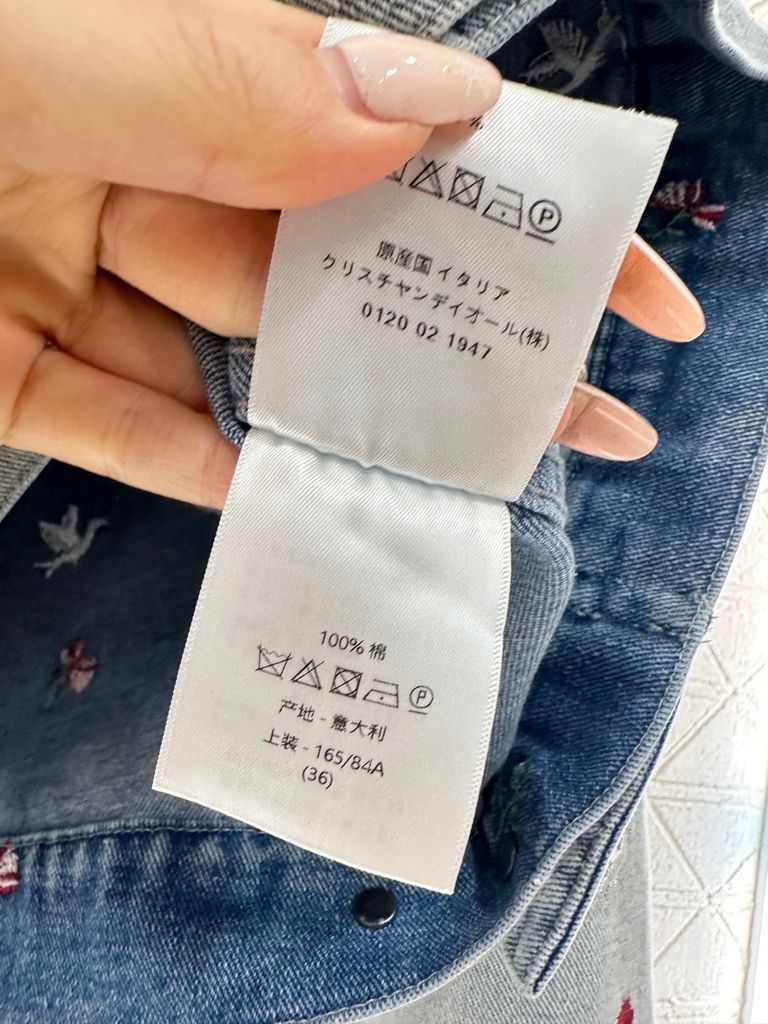 原産国 イタリア
クリスチャンディオール(株)
0120 02 1947
100% 棉
产地 - 意大利
上装 - 165/84A
(36)